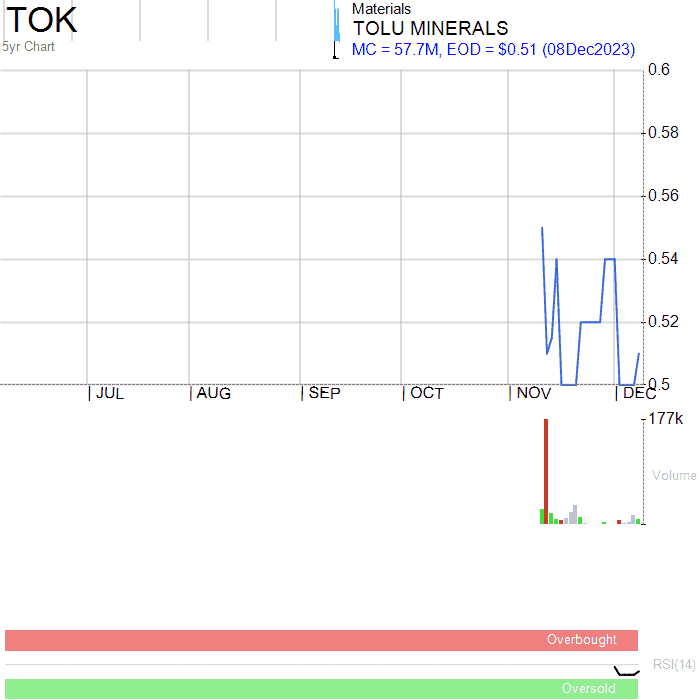 TOK
5yr Chart
Materials
TOLU MINERALS
MC = 57.7M, EOD = $0.51 (08Dec2023)
0.6
0.58
0.56
0.54
0.52
0.5
JUL AUG SEP OCT NOV DEC
177k
Volume
Overbought
RSI(14)
Oversold